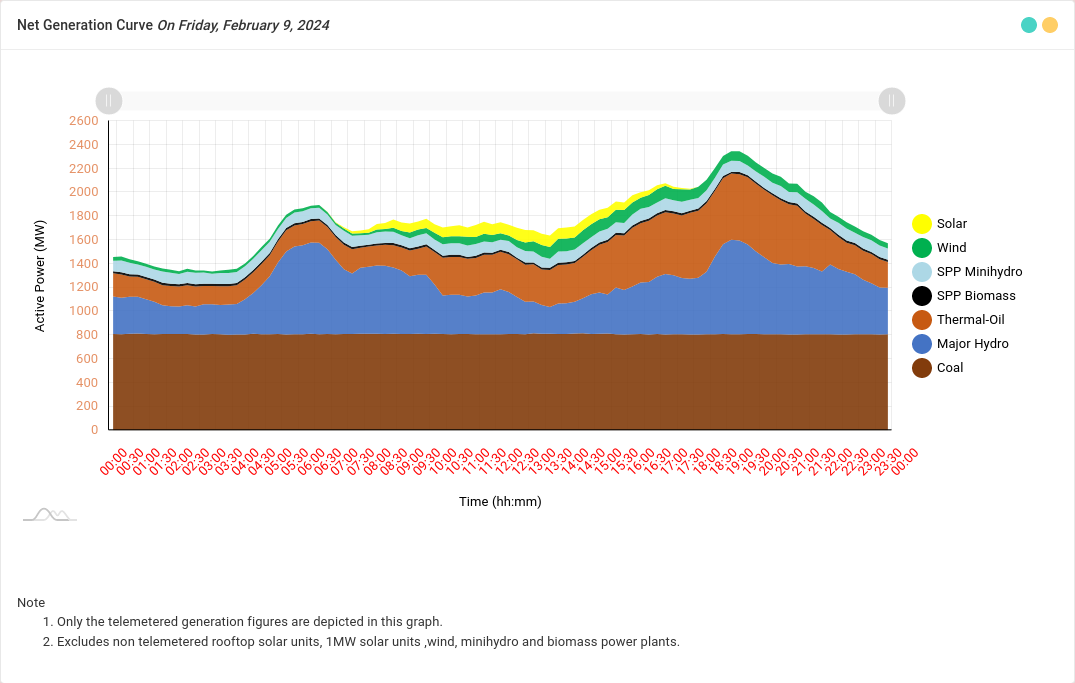 Net Generation Curve On Friday, February 9, 2024
2600
2400
2200
2000
1800
1600
1400
1200
1000
800
600
400
200
0
Active Power (MW)
00:00 00:30 01:00 01:30 02:00 02:30 03:00 03:30 04:00 04:30 05:00 05:30 06:00 06:30 07:00 07:30 08:00 08:30 09:00 09:30 10:00 10:30 11:00 11:30 12:00 12:30 13:00 13:30 14:00 14:30 15:00 15:30 16:00 16:30 17:00 17:30 18:00 18:30 19:00 19:30 20:00 20:30 21:00 21:30 22:00 22:30 23:00 23:30 00:00
Time (hh:mm)
Solar
Wind
SPP Minihydro
SPP Biomass
Thermal-Oil
Major Hydro
Coal
Note
1. Only the telemetered generation figures are depicted in this graph.
2. Excludes non telemetered rooftop solar units, 1MW solar units ,wind, minihydro and biomass power plants.